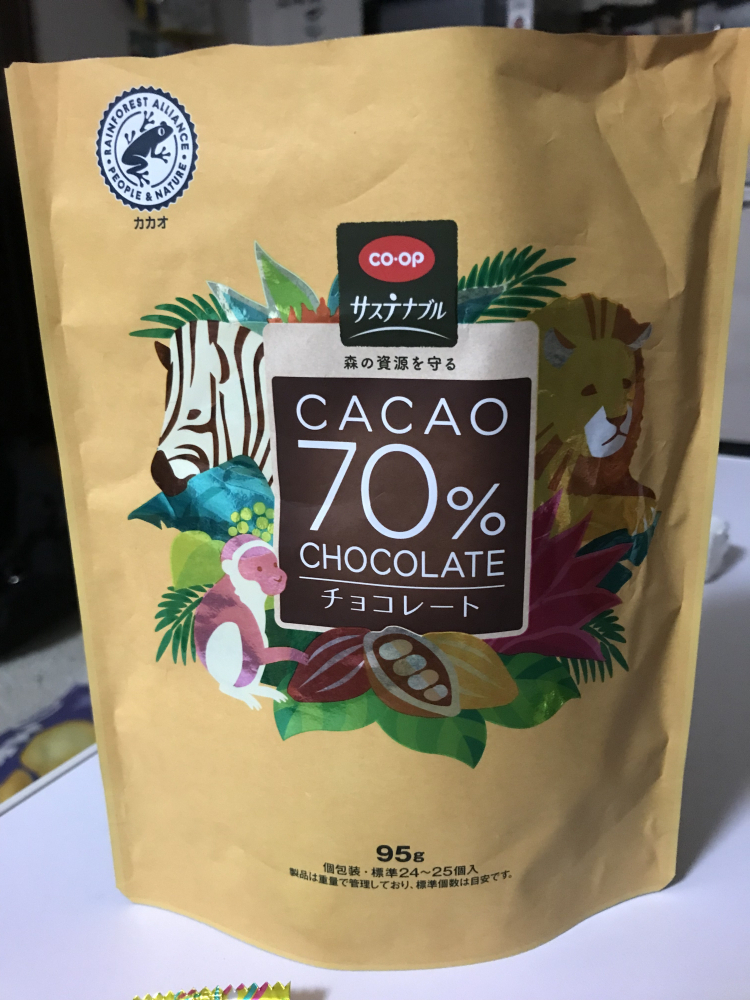 RAINFOREST ALLIANCE
PEOPLE & NATURE
カカオ
CO・OP
サステナブル
森の資源を守る
CACAO
70%
CHOCOLATE
チョコレート
95g
個包装・標準24〜25個入
製品は重量で管理しており、標準個数は目安です。